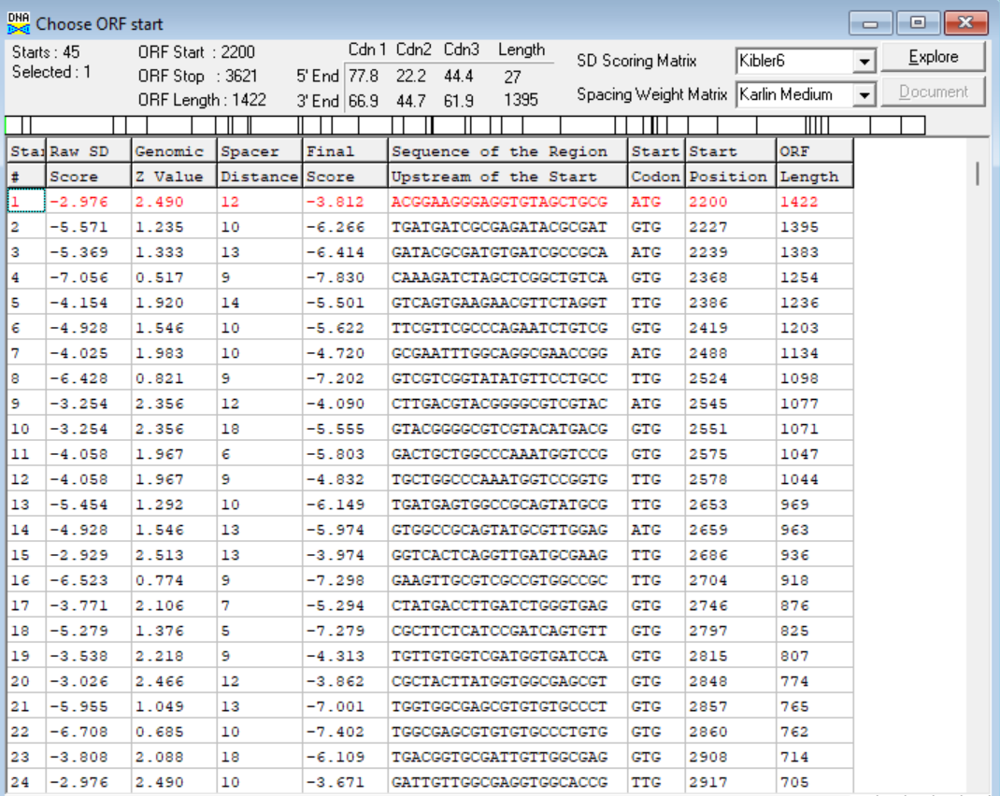 DNA Choose ORF start
Starts : 45 ORF Start : 2200 Cdn 1 Cdn2 Cdn3 Length SD Scoring Matrix Kibler6 Explore
Selected : 1 ORF Stop : 3621 5' End 77.8 22.2 44.4 27
ORF Length : 1422 3' End 66.9 44.7 61.9 1395 Spacing Weight Matrix Karlin Medium Document
Star Raw SD Genomic Spacer Final Sequence of the Region Start Start ORF
# Score Z Value Distance Score Upstream of the Start Codon Position Length
1 -2.976 2.490 12 -3.812 ACGGAAGGGAGGTGTAGCTGCG ATG 2200 1422
2 -5.571 1.235 10 -6.266 TGATGATCGCGAGATACGCGAT GTG 2227 1395
3 -5.369 1.333 13 -6.414 GATACGCGATGTGATCGCCGCA ATG 2239 1383
4 -7.056 0.517 9 -7.830 CAAAGATCTAGCTCGGCTGTCA GTG 2368 1254
5 -4.154 1.920 14 -5.501 GTCAGTGAAGAACGTTCTAGGT TTG 2386 1236
6 -4.928 1.546 10 -5.622 TTCGTTCGCCCAGAATCTGTCG GTG 2419 1203
7 -4.025 1.983 10 -4.720 GCGAATTTGGCAGGCGAACCGG ATG 2488 1134
8 -6.428 0.821 9 -7.202 GTCGTCGGTATATGTTCCTGCC TTG 2524 1098
9 -3.254 2.356 12 -4.090 CTTGACGTACGGGGCGTCGTAC ATG 2545 1077
10 -3.254 2.356 18 -5.555 GTACGGGGCGTCGTACATGACG GTG 2551 1071
11 -4.058 1.967 6 -5.803 GACTGCTGGCCCAAATGGTCCG GTG 2575 1047
12 -4.058 1.967 9 -4.832 TGCTGGCCCAAATGGTCCGGTG TTG 2578 1044
13 -5.454 1.292 10 -6.149 TGATGAGTGGCCGCAGTATGCG TTG 2653 969
14 -4.928 1.546 13 -5.974 GTGGCCGCAGTATGCGTTGGAG ATG 2659 963
15 -2.929 2.513 13 -3.974 GGTCACTCAGGTTGATGCGAAG TTG 2686 936
16 -6.523 0.774 9 -7.298 GAAGTTGCGTCGCCGTGGCCGC TTG 2704 918
17 -3.771 2.106 7 -5.294 CTATGACCTTGATCTGGGTGAG GTG 2746 876
18 -5.279 1.376 5 -7.279 CGCTTCTCATCCGATCAGTGTT GTG 2797 825
19 -3.538 2.218 9 -4.313 TGTTGTGGTCGATGGTGATCCA GTG 2815 807
20 -3.026 2.466 12 -3.862 CGCTACTTATGGTGGCGAGCGT GTG 2848 774
21 -5.955 1.049 13 -7.001 TGGTGGCGAGCGTGTGTGCCCT GTG 2857 765
22 -6.708 0.685 10 -7.402 TGGCGAGCGTGTGTGCCCTGTG GTG 2860 762
23 -3.808 2.088 18 -6.109 TGACGGTGCGATTGTTGGCGAG GTG 2908 714
24 -2.976 2.490 10 -3.671 GATTGTTGGCGAGGTGGCACCG TTG 2917 705